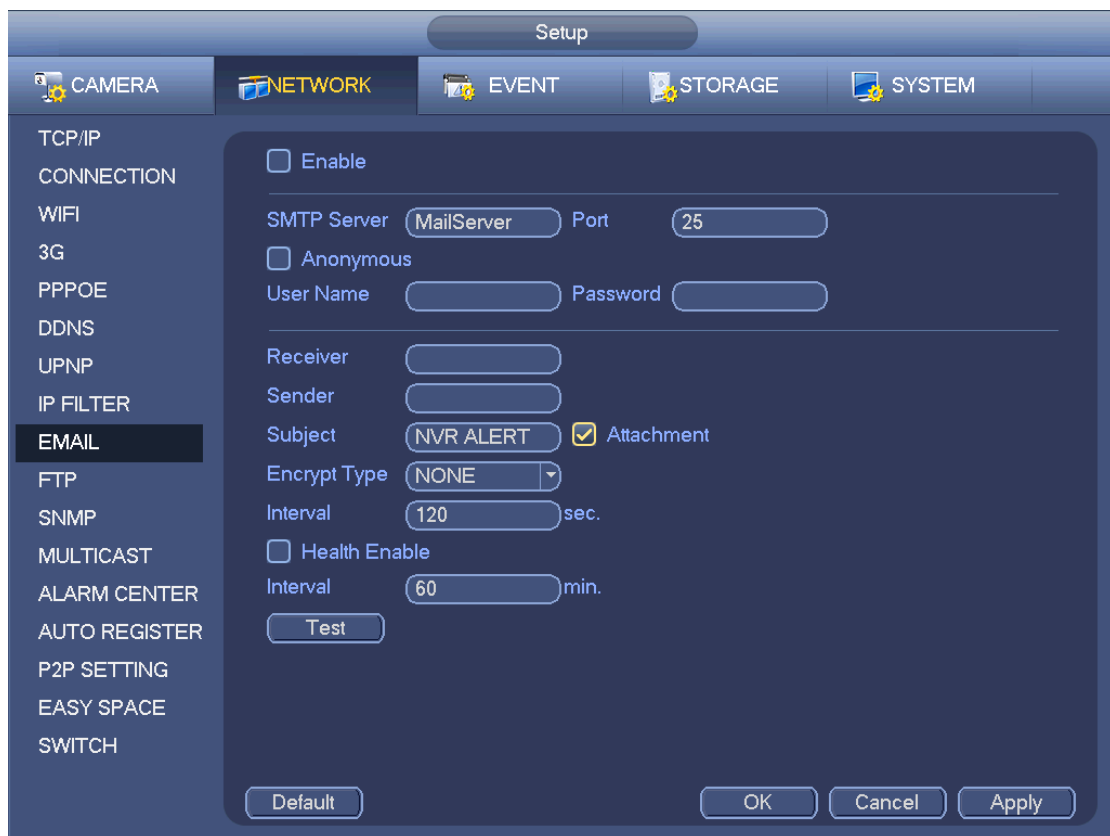 Setup
CAMERA NETWORK EVENT STORAGE SYSTEM
TCP/IP
CONNECTION
WIFI
3G
PPPOE
DDNS
UPNP
IP FILTER
EMAIL
FTP
SNMP
MULTICAST
ALARM CENTER
AUTO REGISTER
P2P SETTING
EASY SPACE
SWITCH
Enable
SMTP Server MailServer Port 25
Anonymous
User Name Password
Receiver
Sender
Subject NVR ALERT Attachment
Encrypt Type NONE
Interval 120 sec.
Health Enable
Interval 60 min.
Test
Default OK Cancel Apply